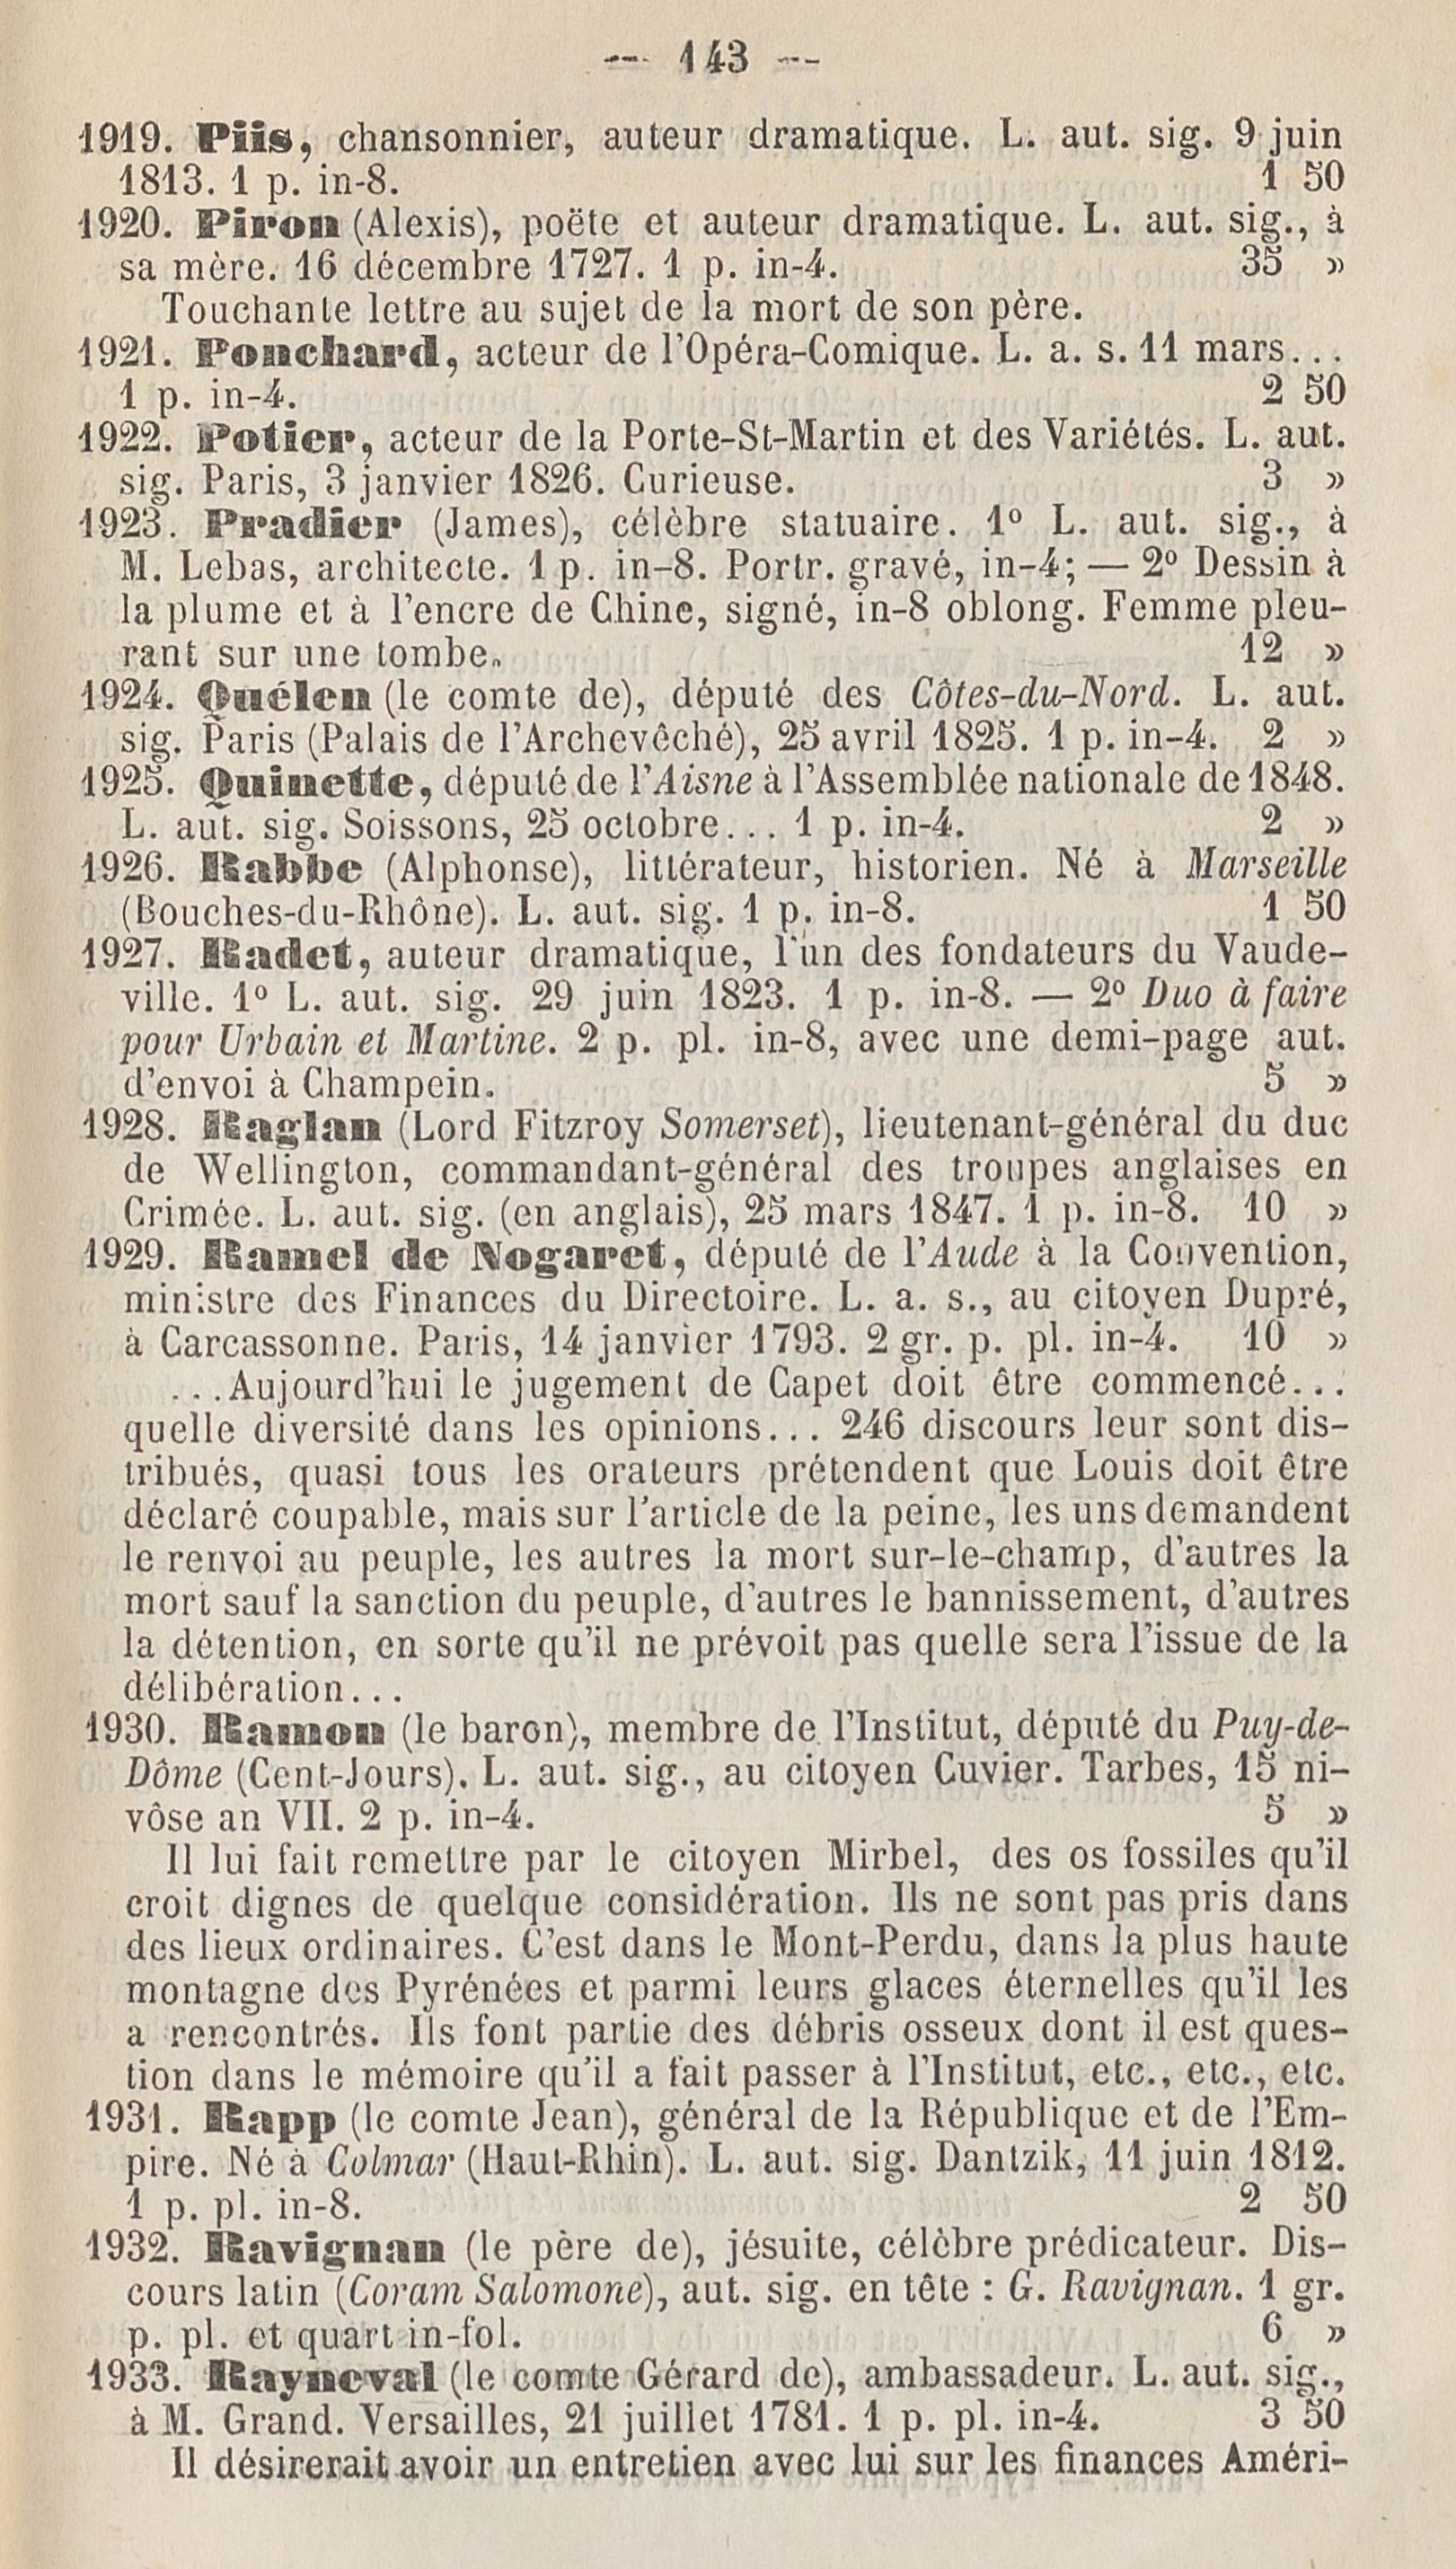 — 143 —
1919. Piis, chansonnier, auteur dramatique. L. aut. sig. 9 juin
1813. 1 p. in-8. 1 50
1920. Piron (Alexis), poëte et auteur dramatique. L. aut. sig., à
sa mère. 16 décembre 1727. 1 p. in-4. 35 »
Touchante lettre au sujet de la mort de son père.
1921. Ponchard, acteur de l'Opéra-Comique. L. a. s. 11 mars...
1 p. in-4. 2 50
1922. Potier, acteur de la Porte-St-Martin et des Variétés. L. aut.
sig. Paris, 3 janvier 1826. Curieuse. 3 »
1923. Pradier (James), célèbre statuaire. 1º L. aut. sig., à
M. Lebas, architecte. 1 p. in-8. Portr. gravé, in-4; — 2º Dessin à
la plume et à l'encre de Chine, signé, in-8 oblong. Femme pleu-
rant sur une tombe. 12 »
1924. Quélen (le comte de), député des Côtes-du-Nord. L. aut.
sig. Paris (Palais de l'Archevêché), 25 avril 1825. 1 p. in-4. 2 »
1925. Quinette, député de l'Aisne à l'Assemblée nationale de 1848.
L. aut. sig. Soissons, 25 octobre... 1 p. in-4. 2 »
1926. Rabbe (Alphonse), littérateur, historien. Né à Marseille
(Bouches-du-Rhône). L. aut. sig. 1 p. in-8. 1 50
1927. Radet, auteur dramatique, l'un des fondateurs du Vaude-
ville. 1º L. aut. sig. 29 juin 1823. 1 p. in-8. — 2º Duo à faire
pour Urbain et Martine. 2 p. pl. in-8, avec une demi-page aut.
d'envoi à Champein. 5 »
1928. Raglan (Lord Fitzroy Somerset), lieutenant-général du duc
de Wellington, commandant-général des troupes anglaises en
Crimée. L. aut. sig. (en anglais), 25 mars 1847. 1 p. in-8. 10 »
1929. Ramel de Nogaret, député de l'Aude à la Convention,
ministre des Finances du Directoire. L. a. s., au citoyen Dupré,
à Carcassonne. Paris, 14 janvier 1793. 2 gr. p. pl. in-4. 10 »
...Aujourd'hui le jugement de Capet doit être commencé...
quelle diversité dans les opinions... 246 discours leur sont dis-
tribués, quasi tous les orateurs prétendent que Louis doit être
déclaré coupable, mais sur l'article de la peine, les uns demandent
le renvoi au peuple, les autres la mort sur-le-champ, d'autres la
mort sauf la sanction du peuple, d'autres le bannissement, d'autres
la détention, en sorte qu'il ne prévoit pas quelle sera l'issue de la
délibération...
1930. Ramon (le baron), membre de l'Institut, député du Puy-de-
Dôme (Cent-Jours). L. aut. sig., au citoyen Cuvier. Tarbes, 15 ni-
vôse an VII. 2 p. in-4. 5 »
Il lui fait remettre par le citoyen Mirbel, des os fossiles qu'il
croit dignes de quelque considération. Ils ne sont pas pris dans
des lieux ordinaires. C'est dans le Mont-Perdu, dans la plus haute
montagne des Pyrénées et parmi leurs glaces éternelles qu'il les
a rencontrés. Ils font partie des débris osseux dont il est ques-
tion dans le mémoire qu'il a fait passer à l'Institut, etc., etc., etc.
1931. Rapp (le comte Jean), général de la République et de l'Em-
pire. Né à Colmar (Haut-Rhin). L. aut. sig. Dantzik, 11 juin 1812.
1 p. pl. in-8. 2 50
1932. Ravignan (le père de), jésuite, célèbre prédicateur. Dis-
cours latin (Coram Salomone), aut. sig. en tête : G. Ravignan. 1 gr.
p. pl. et quart in-fol. 6 »
1933. Rayneval (le comte Gérard de), ambassadeur. L. aut. sig.,
à M. Grand. Versailles, 21 juillet 1781. 1 p. pl. in-4. 3 50
Il désirerait avoir un entretien avec lui sur les finances Améri-